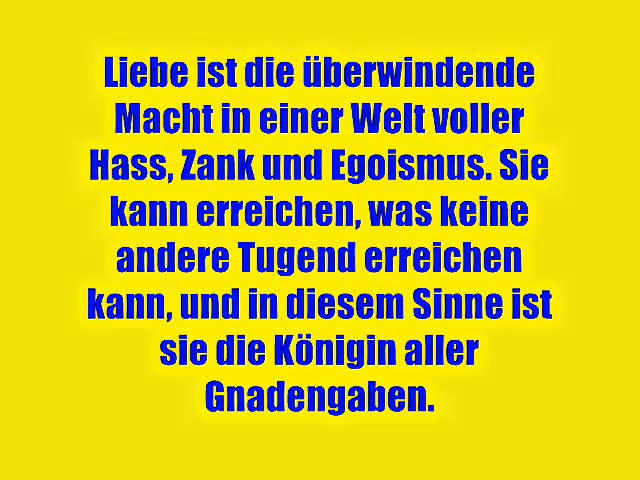 Liebe ist die überwindende
Macht in einer Welt voller
Hass, Zank und Egoismus. Sie
kann erreichen, was keine
andere Tugend erreichen
kann, und in diesem Sinne ist
sie die Königin aller
Gnadengaben.